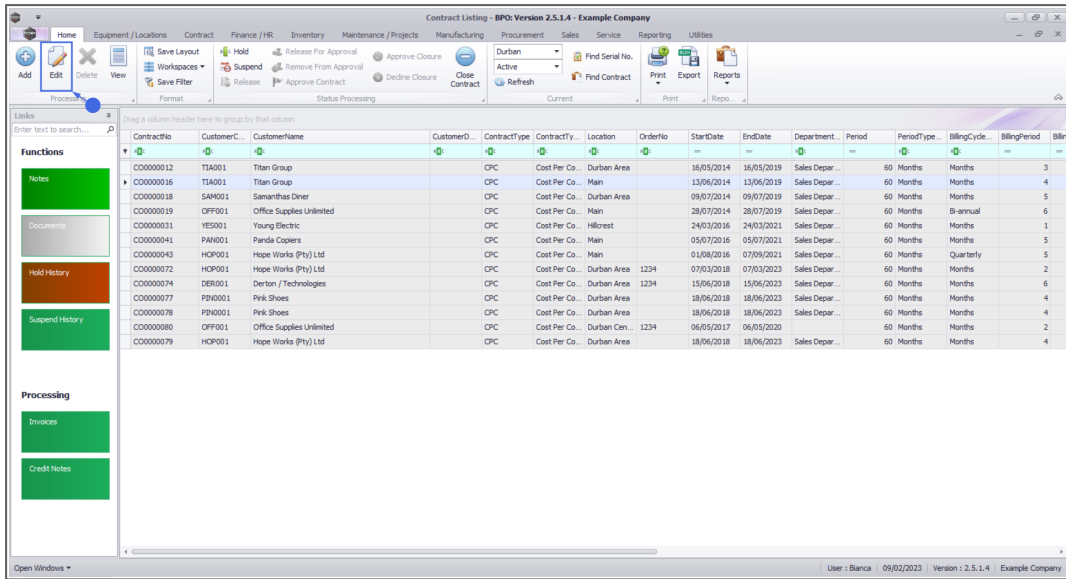 Contract Listing - BPO: Version 2.5.1.4 - Example Company
Home Equipment / Locations Contract Finance / HR Inventory Maintenance / Projects Manufacturing Procurement Sales Service Reporting Utilities
Add Edit Delete View
Save Layout
Workspaces
Save Filter
Hold
Suspend
Release
Release For Approval
Remove From Approval
Approve Contract
Approve Closure
Decline Closure
Close Contract
Durban
Active
Refresh
Find Serial No.
Find Contract
Print Export Reports
Processing Format Status Processing Current Print Repo...
Links
Enter text to search...
Functions
Notes
Documents
Hold History
Suspend History
Processing
Invoices
Credit Notes
Drag a column header here to group by that column
ContractNo CustomerC... CustomerName CustomerD... ContractType ContractTy... Location OrderNo StartDate EndDate Department... Period PeriodType... BillingCycle... BillingPeriod Billin
CO0000012 TIA001 Titan Group CPC Cost Per Co... Durban Area 16/05/2014 16/05/2019 Sales Depar... 60 Months Months 3
CO0000016 TIA001 Titan Group CPC Cost Per Co... Main 13/06/2014 13/06/2019 Sales Depar... 60 Months Months 4
CO0000018 SAM001 Samanthas Diner CPC Cost Per Co... Durban Area 09/07/2014 09/07/2019 Sales Depar... 60 Months Months 5
CO0000019 OFF001 Office Supplies Unlimited CPC Cost Per Co... Main 28/07/2014 28/07/2019 Sales Depar... 60 Months Bi-annual 6
CO0000031 YES001 Young Electric CPC Cost Per Co... Hillcrest 24/03/2016 24/03/2021 Sales Depar... 60 Months Months 1
CO0000041 PAN001 Panda Copiers CPC Cost Per Co... Main 05/07/2016 05/07/2021 Sales Depar... 60 Months Months 5
CO0000043 HOP001 Hope Works (Pty) Ltd CPC Cost Per Co... Main 01/08/2016 07/09/2021 Sales Depar... 60 Months Quarterly 5
CO0000072 HOP001 Hope Works (Pty) Ltd CPC Cost Per Co... Durban Area 1234 07/03/2018 07/03/2023 Sales Depar... 60 Months Months 2
CO0000074 DER001 Derton / Technologies CPC Cost Per Co... Durban Area 1234 15/06/2018 15/06/2023 Sales Depar... 60 Months Months 6
CO0000077 PIN0001 Pink Shoes CPC Cost Per Co... Durban Area 18/06/2018 18/06/2023 Sales Depar... 60 Months Months 4
CO0000078 PIN0001 Pink Shoes CPC Cost Per Co... Durban Area 18/06/2018 18/06/2023 Sales Depar... 60 Months Months 4
CO0000080 OFF001 Office Supplies Unlimited CPC Cost Per Co... Durban Cen... 1234 06/05/2017 06/05/2020 60 Months Months 2
CO0000079 HOP001 Hope Works (Pty) Ltd CPC Cost Per Co... Durban Area 18/06/2018 18/06/2023 Sales Depar... 60 Months Months 4
Open Windows
User : Bianca 09/02/2023 Version : 2.5.1.4 Example Company